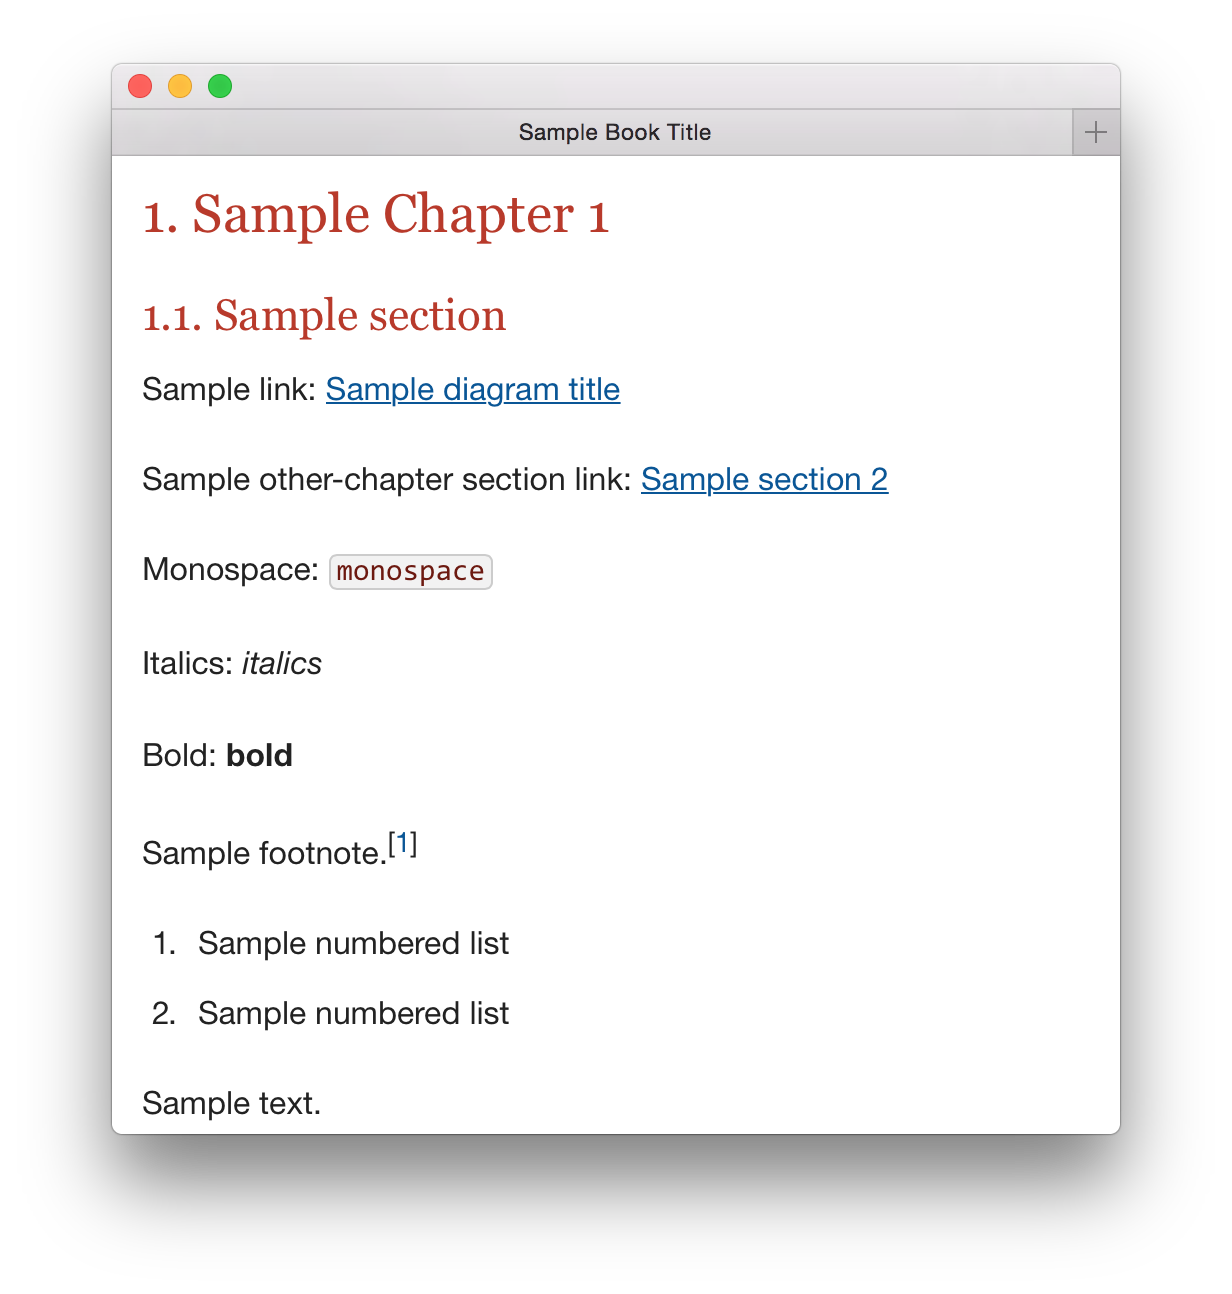 Sample Book Title
1. Sample Chapter 1
1.1. Sample section
Sample link: Sample diagram title
Sample other-chapter section link: Sample section 2
Monospace: monospace
Italics: italics
Bold: bold
Sample footnote.[1]
1. Sample numbered list
2. Sample numbered list
Sample text.